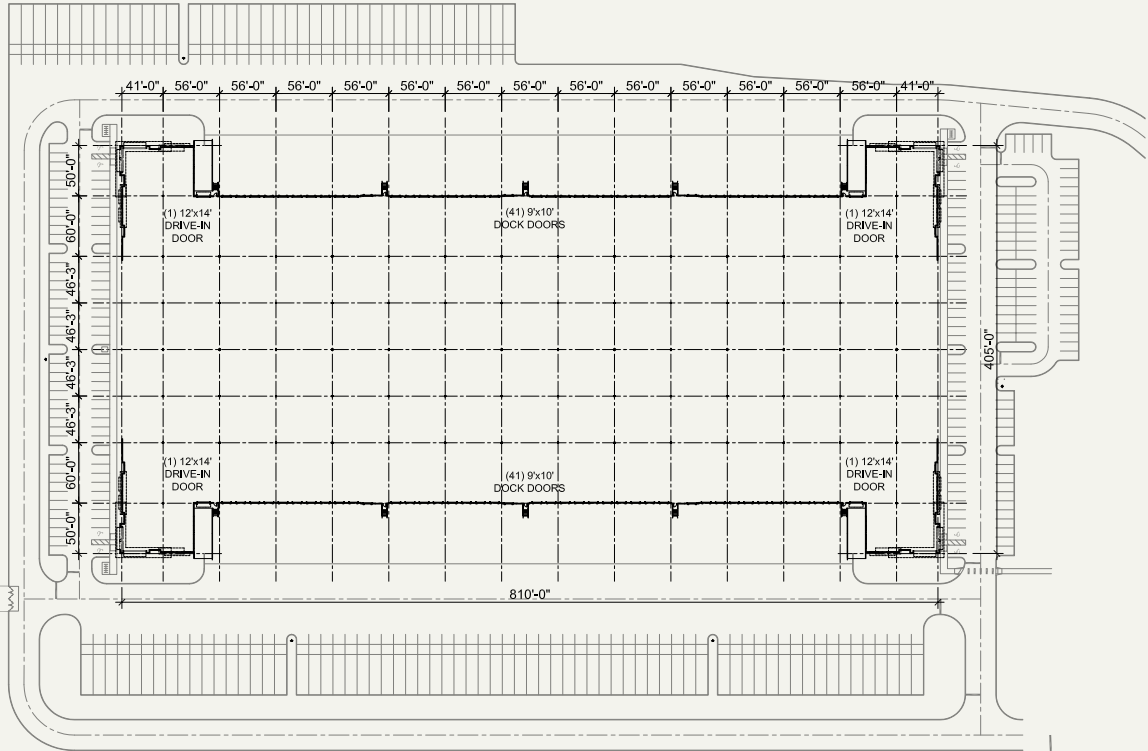 41'-0" 56'-0" 56'-0" 56'-0" 56'-0" 56'-0" 56'-0" 56'-0" 56'-0" 56'-0" 56'-0" 56'-0" 56'-0" 56'-0" 41'-0"
50'-0"
60'-0"
46'-3"
46'-3"
46'-3"
46'-3"
60'-0"
50'-0"
(1) 12'x14'
DRIVE-IN
DOOR
(41) 9'x10'
DOCK DOORS
(1) 12'x14'
DRIVE-IN
DOOR
405'-0"
(1) 12'x14'
DRIVE-IN
DOOR
(41) 9'x10'
DOCK DOORS
(1) 12'x14'
DRIVE-IN
DOOR
810'-0"